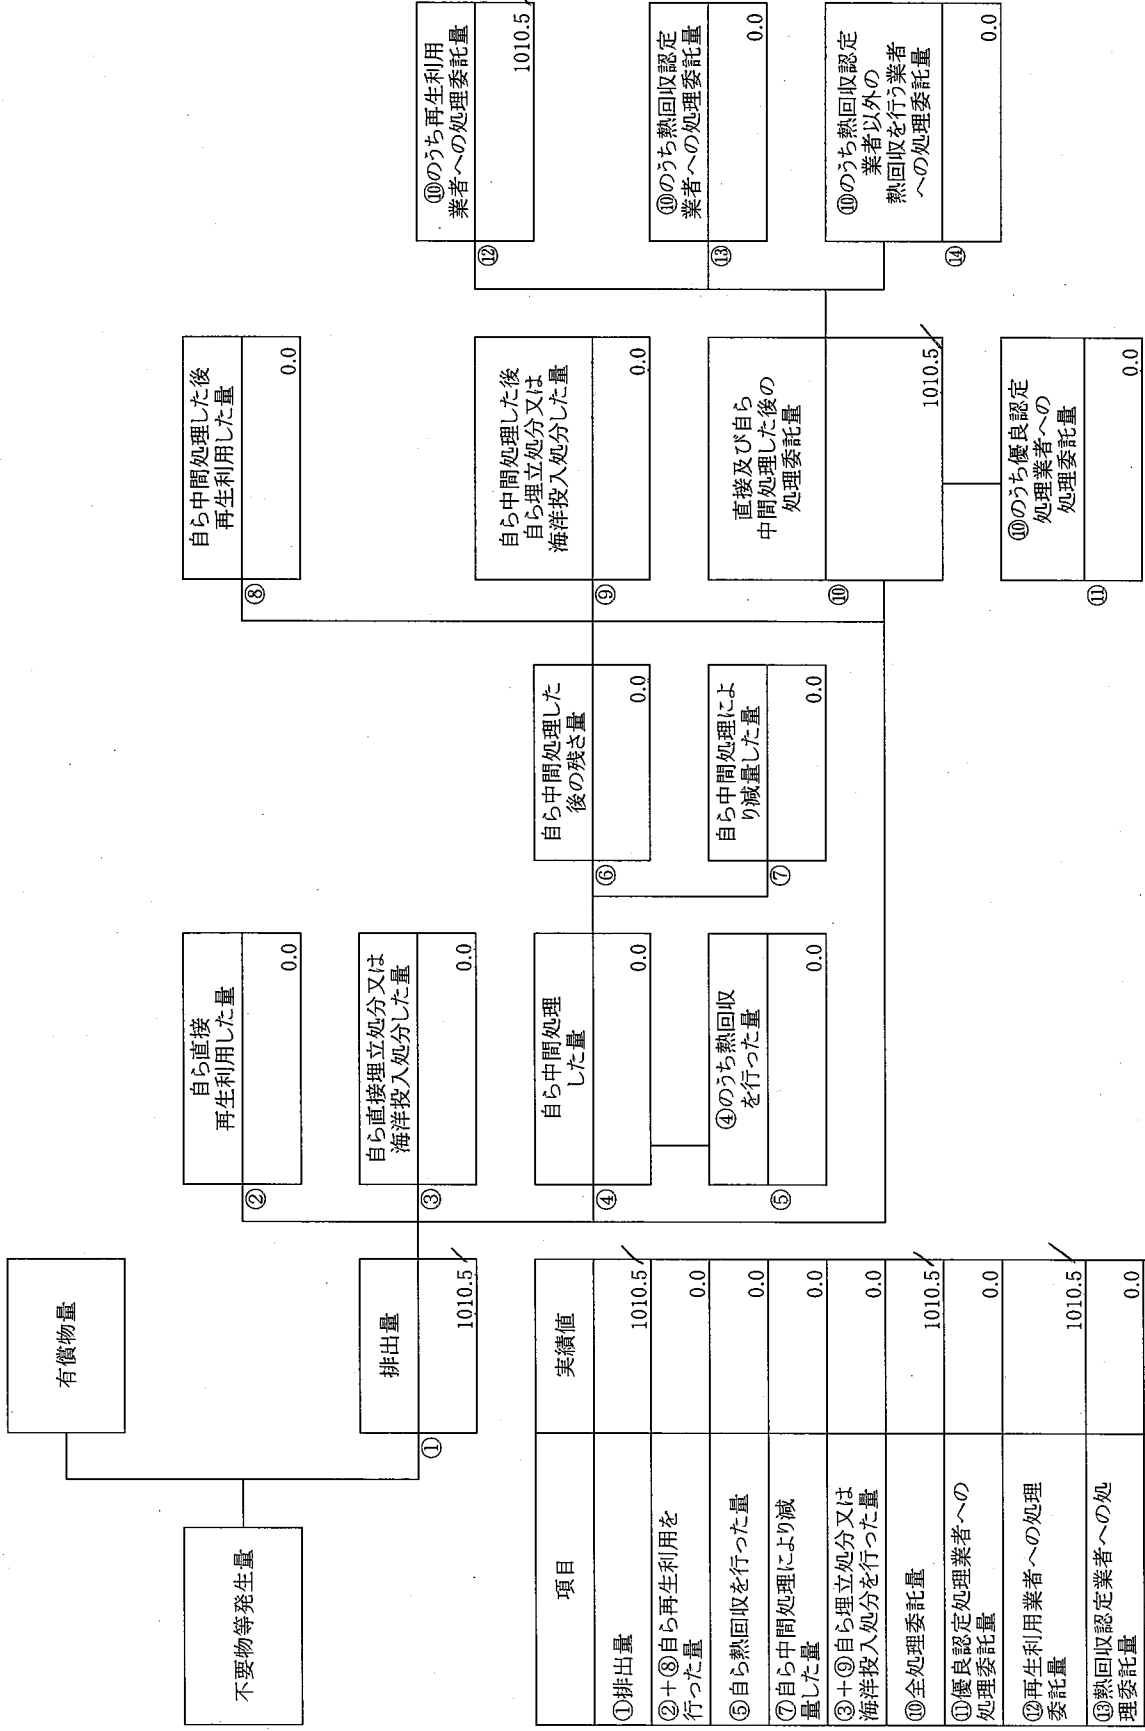 有償物量
不要物等発生量
排出量
①
1010.5
自ら直接
再生利用した量
②
0.0
自ら直接埋立処分又は
海洋投入処分した量
③
0.0
自ら中間処理
した量
④
0.0
④のうち熱回収
を行った量
⑤
0.0
自ら中間処理した
後の残さ量
⑥
0.0
自ら中間処理によ
り減量した量
⑦
0.0
自ら中間処理した後
再生利用した量
⑧
0.0
自ら中間処理した後
自ら埋立処分又は
海洋投入処分した量
⑨
0.0
直接及び自ら
中間処理した後の
処理委託量
⑩
1010.5
⑩のうち優良認定
処理業者への
処理委託量
⑪
0.0
⑩のうち再生利用
業者への処理委託量
⑫
1010.5
⑩のうち熱回収認定
業者への処理委託量
⑬
0.0
⑩のうち熱回収認定
業者以外の
熱回収を行う業者
への処理委託量
⑭
0.0
項目 実績値
①排出量 1010.5
②+⑧自ら再生利用を
行った量 0.0
⑤自ら熱回収を行った量 0.0
⑦自ら中間処理により減
量した量 0.0
③+⑨自ら埋立処分又は
海洋投入処分を行った量 0.0
⑩全処理委託量 1010.5
⑪優良認定処理業者への
処理委託量 0.0
⑫再生利用業者への処理
委託量 1010.5
⑬熱回収認定業者への処
理委託量 0.0